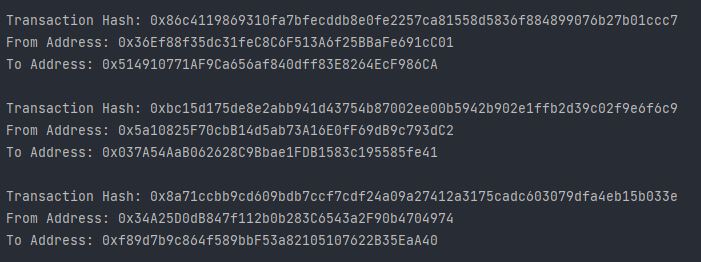 Transaction Hash: 0x86c4119869310fa7bfecddb8e0fe2257ca81558d5836f884899076b27b01ccc7
From Address: 0x36Ef88f35dc31feC8C6F513A6f25BBaFe691cC01
To Address: 0x514910771AF9Ca656af840dff83E8264EcF986CA
Transaction Hash: 0xbc15d175de8e2abb941d43754b87002ee00b5942b902e1ffb2d39c02f9e6f6c9
From Address: 0x5a10825F70cbB14d5ab73A16E0fF69dB9c793dC2
To Address: 0x037A54AaB062628C9Bbae1FDB1583c195585fe41
Transaction Hash: 0x8a71ccbb9cd609bdb7ccf7cdf24a09a27412a3175cadc603079dfa4eb15b033e
From Address: 0x34A25D0dB847f112b0b283C6543a2F90b4704974
To Address: 0xf89d7b9c864f589bbF53a82105107622B35EaA40